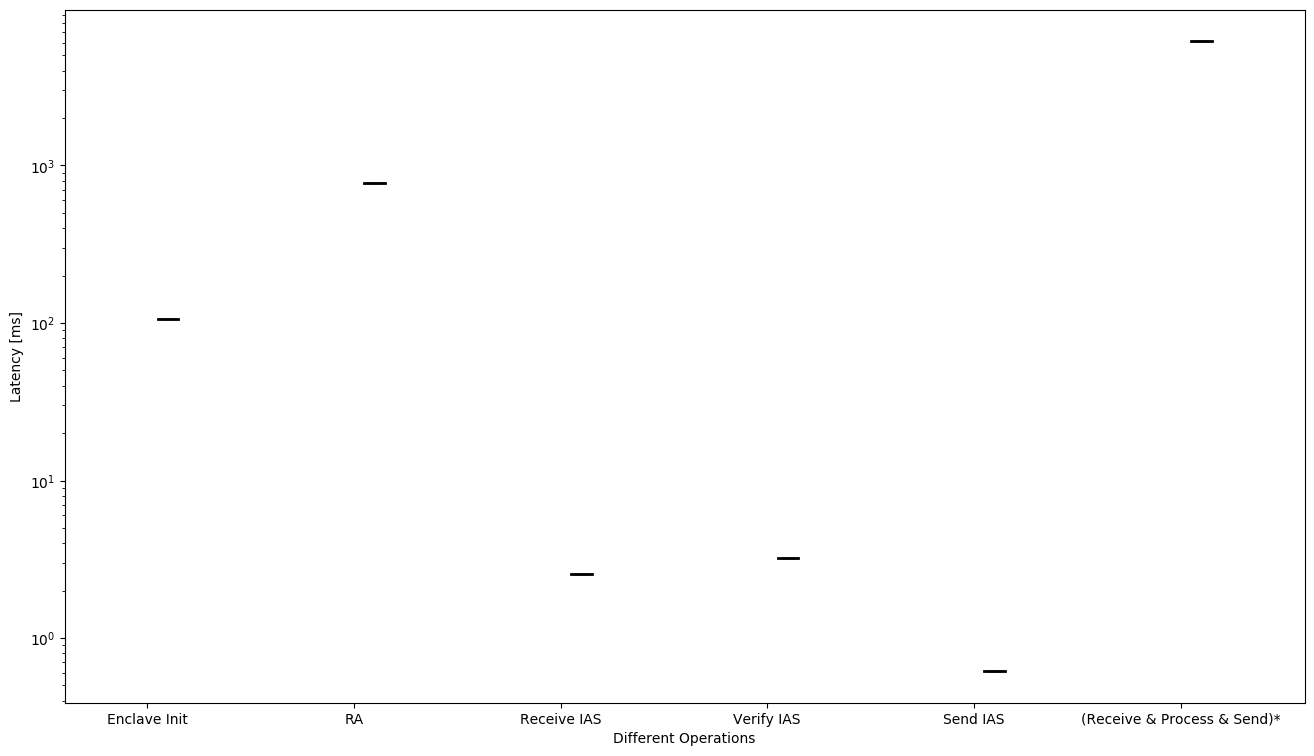 Latency [ms]
10³
10²
10¹
10⁰
Enclave Init
RA
Receive IAS
Verify IAS
Send IAS
(Receive & Process & Send)*
Different Operations